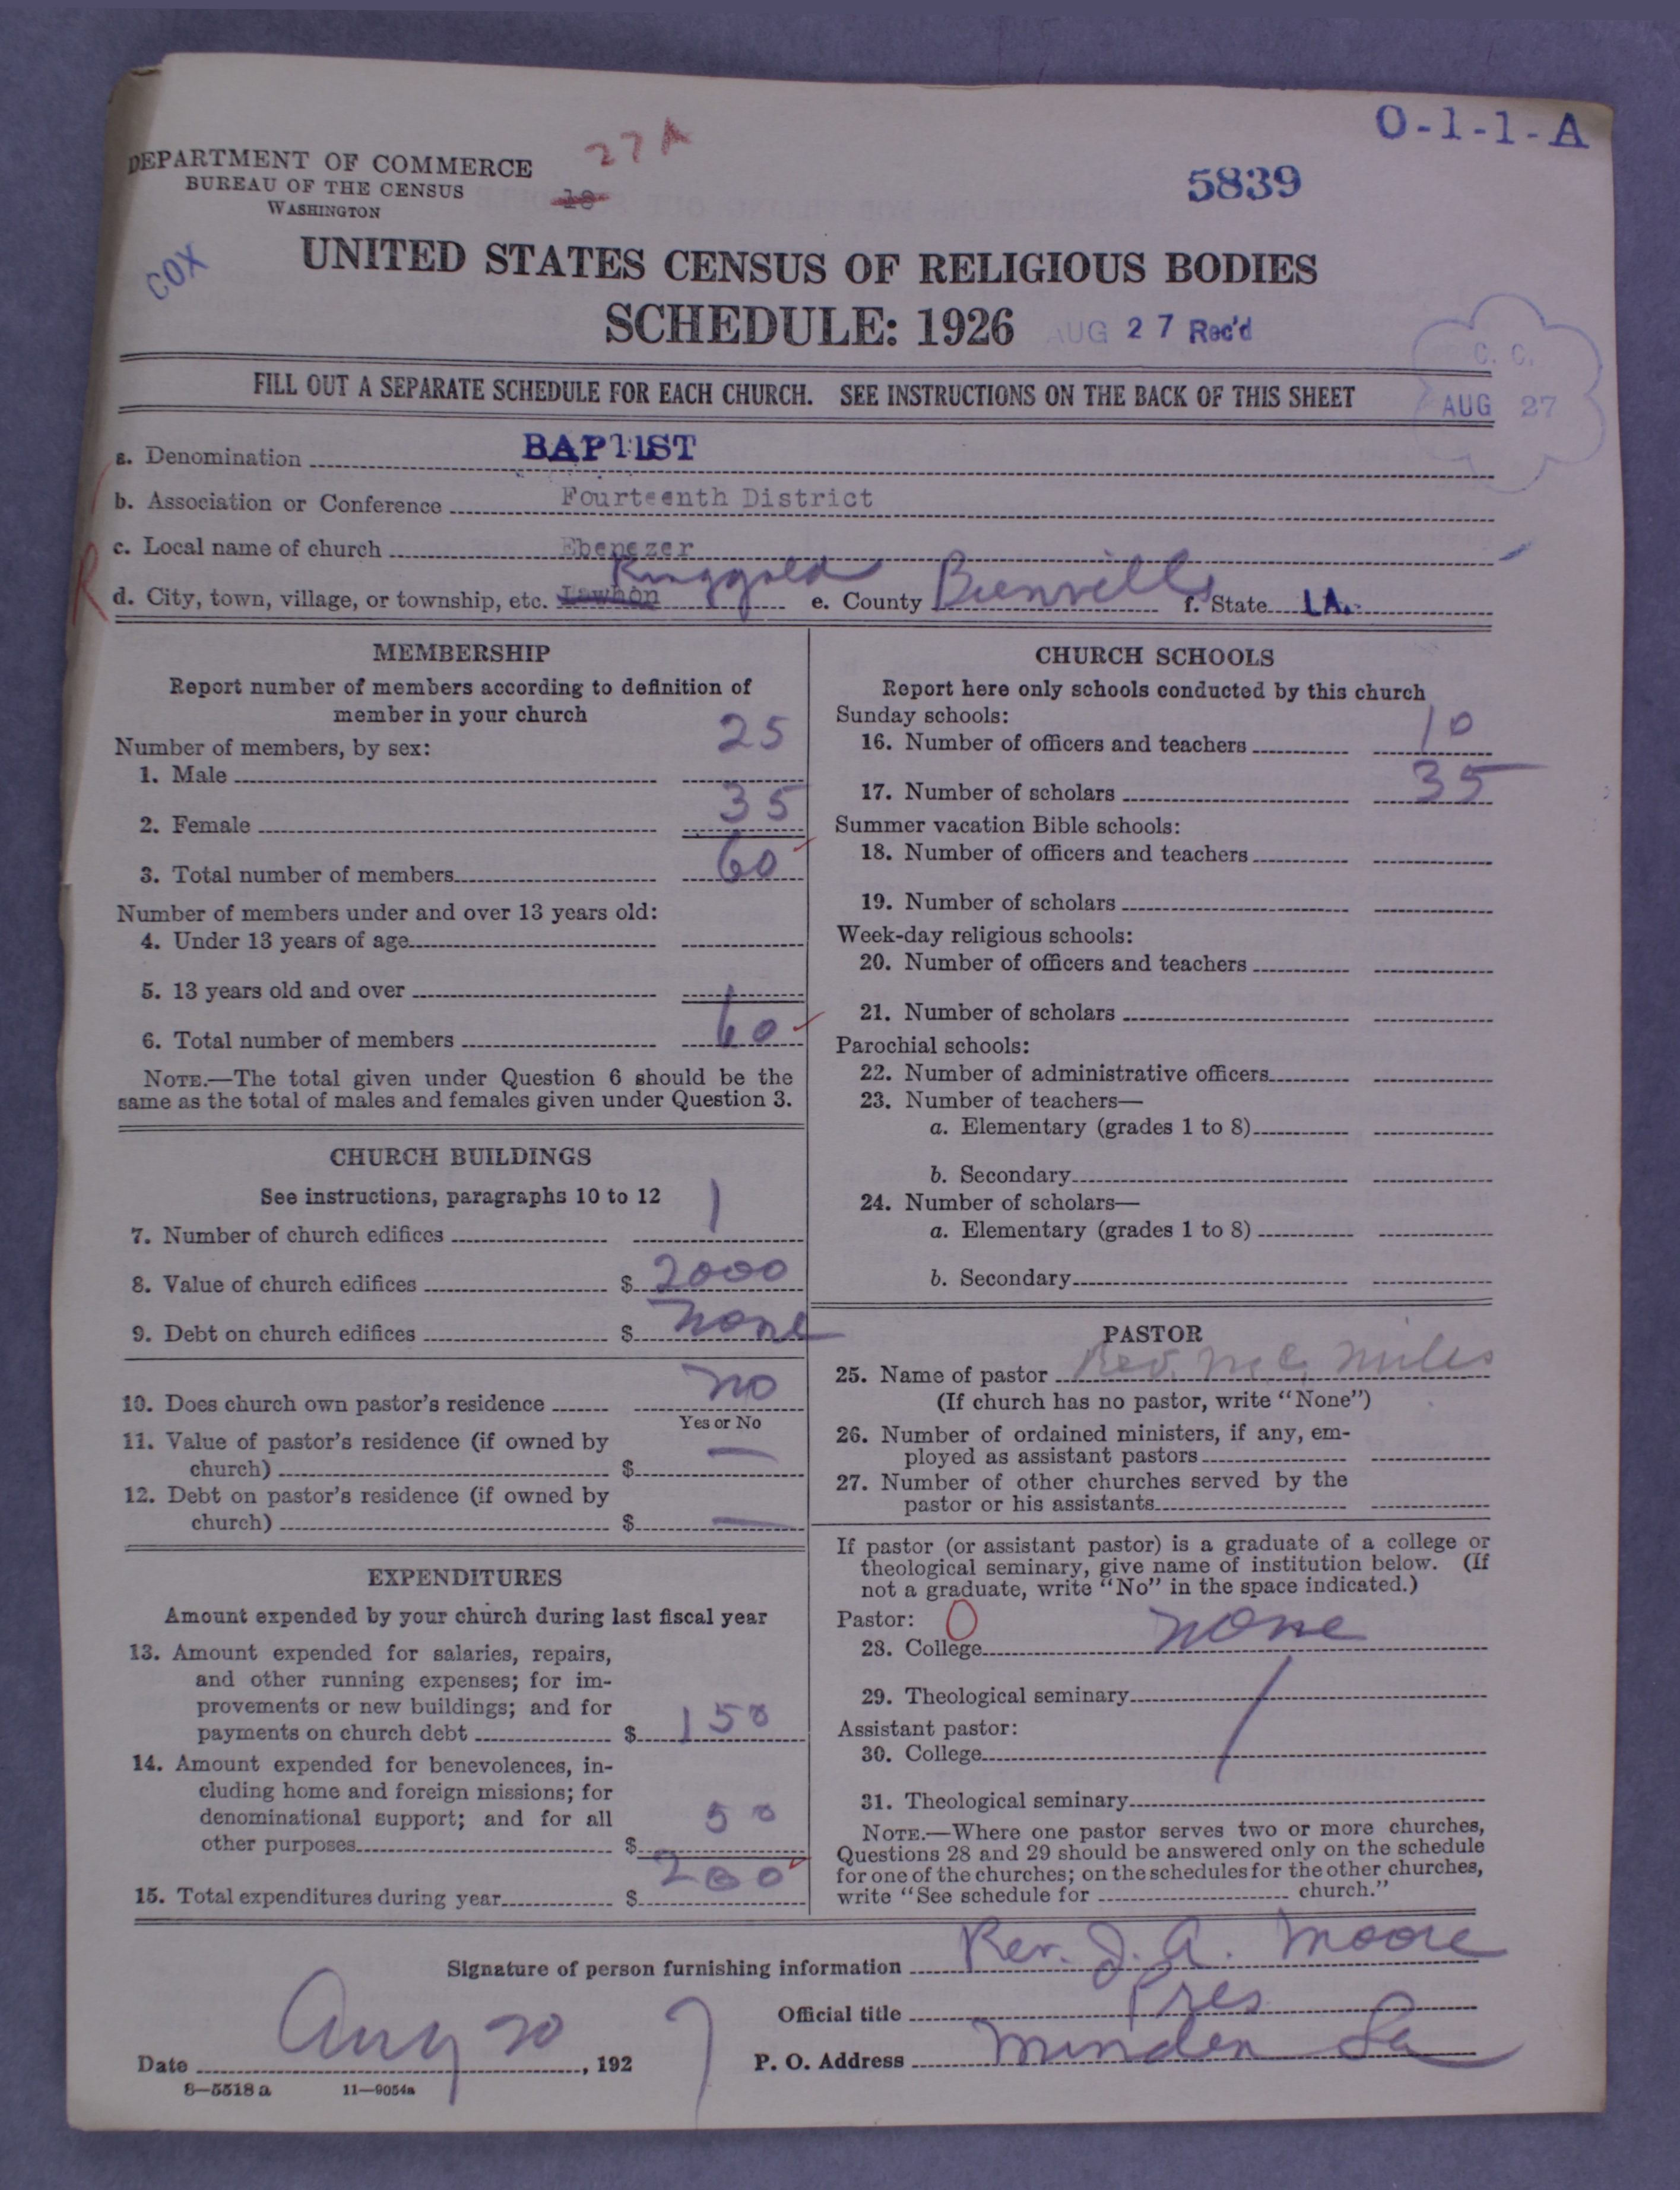 O-1-1-A
27A
DEPARTMENT OF COMMERCE
BUREAU OF THE CENSUS
WASHINGTON
18
5839
COX
UNITED STATES CENSUS OF RELIGIOUS BODIES
SCHEDULE: 1926
AUG 27 Rec'd
C. C.
AUG 27
FILL OUT A SEPARATE SCHEDULE FOR EACH CHURCH. SEE INSTRUCTIONS ON THE BACK OF THIS SHEET
a. Denomination BAPTIST
b. Association or Conference Fourteenth District
c. Local name of church Ebenezer
R
d. City, town, village, or township, etc. Lawhon Ringgold e. County Bienville f. State LA.
MEMBERSHIP
Report number of members according to definition of
member in your church
Number of members, by sex:
1. Male 25
2. Female 35
3. Total number of members 60
Number of members under and over 13 years old:
4. Under 13 years of age
5. 13 years old and over
6. Total number of members 60
NOTE.—The total given under Question 6 should be the
same as the total of males and females given under Question 3.
CHURCH BUILDINGS
See instructions, paragraphs 10 to 12
7. Number of church edifices 1
8. Value of church edifices $ 2000
9. Debt on church edifices $ none
10. Does church own pastor's residence no
Yes or No
11. Value of pastor's residence (if owned by
church) $ —
12. Debt on pastor's residence (if owned by
church) $ —
EXPENDITURES
Amount expended by your church during last fiscal year
13. Amount expended for salaries, repairs,
and other running expenses; for im-
provements or new buildings; and for
payments on church debt $ 150
14. Amount expended for benevolences, in-
cluding home and foreign missions; for
denominational support; and for all
other purposes $ 50
15. Total expenditures during year $ 200
CHURCH SCHOOLS
Report here only schools conducted by this church
Sunday schools:
16. Number of officers and teachers 10
17. Number of scholars 35
Summer vacation Bible schools:
18. Number of officers and teachers
19. Number of scholars
Week-day religious schools:
20. Number of officers and teachers
21. Number of scholars
Parochial schools:
22. Number of administrative officers
23. Number of teachers—
a. Elementary (grades 1 to 8)
b. Secondary
24. Number of scholars—
a. Elementary (grades 1 to 8)
b. Secondary
PASTOR
25. Name of pastor Rev. M. C. Miles
(If church has no pastor, write "None")
26. Number of ordained ministers, if any, em-
ployed as assistant pastors
27. Number of other churches served by the
pastor or his assistants
If pastor (or assistant pastor) is a graduate of a college or
theological seminary, give name of institution below. (If
not a graduate, write "No" in the space indicated.)
Pastor: 0
28. College none
29. Theological seminary
Assistant pastor:
30. College
31. Theological seminary
NOTE.—Where one pastor serves two or more churches,
Questions 28 and 29 should be answered only on the schedule
for one of the churches; on the schedules for the other churches,
write "See schedule for church."
Signature of person furnishing information Rev. J. A. Moore
Official title Pres
Date Aug 20, 1927
P. O. Address Minden La
8—5518a 11—9054a